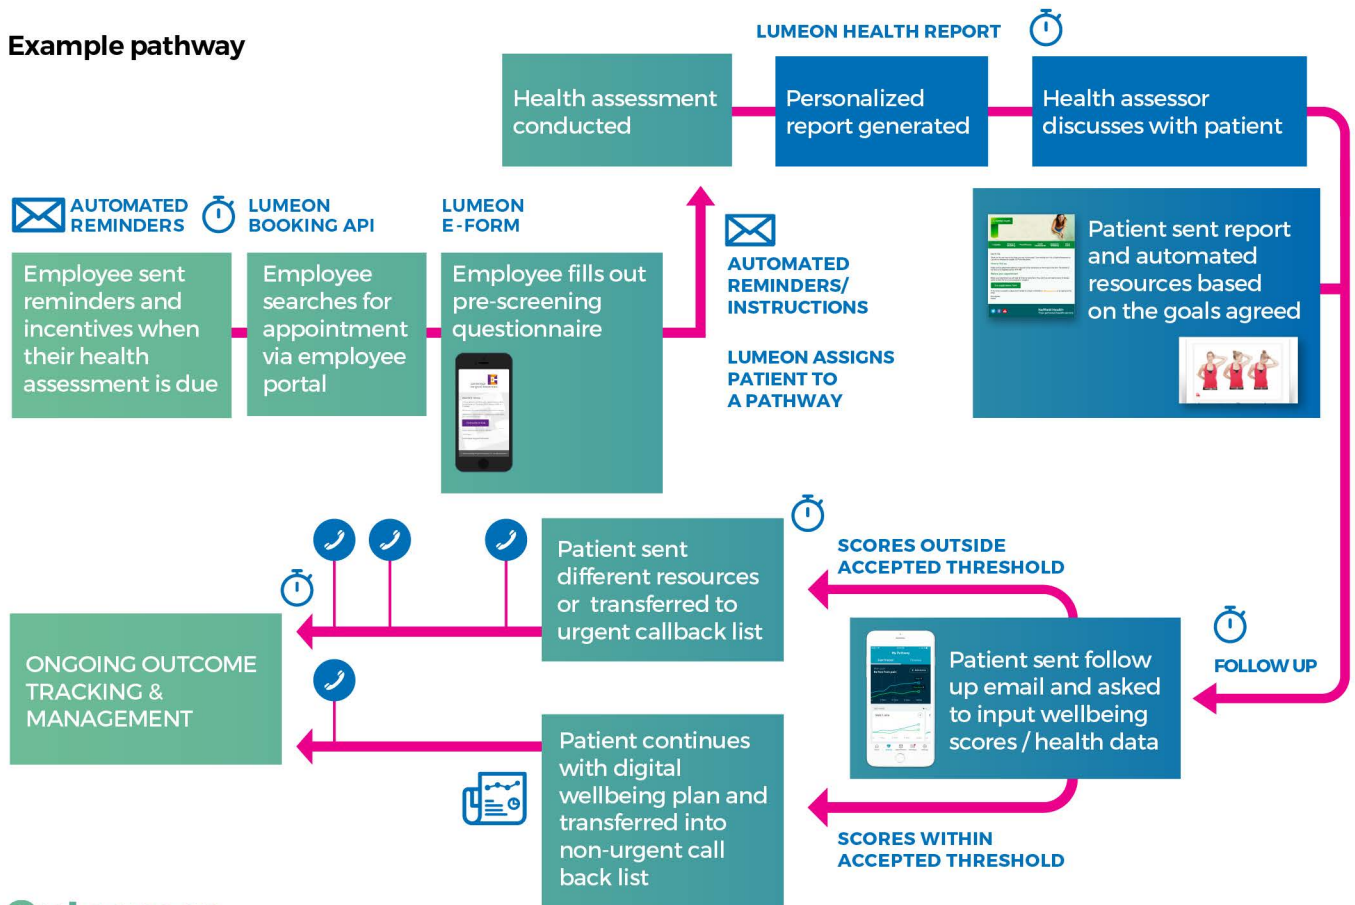 Example pathway
LUMEON HEALTH REPORT
Health assessment
conducted
Personalized
report generated
Health assessor
discusses with patient
AUTOMATED
REMINDERS
LUMEON
BOOKING API
LUMEON
E-FORM
Employee sent
reminders and
incentives when
their health
assessment is due
Employee
searches for
appointment
via employee
portal
Employee fills out
pre-screening
questionnaire
AUTOMATED
REMINDERS/
INSTRUCTIONS
LUMEON ASSIGNS
PATIENT TO
A PATHWAY
Patient sent report
and automated
resources based
on the goals agreed
Patient sent
different resources
or transferred to
urgent callback list
SCORES OUTSIDE
ACCEPTED THRESHOLD
FOLLOW UP
Patient sent follow
up email and asked
to input wellbeing
scores / health data
ONGOING OUTCOME
TRACKING &
MANAGEMENT
Patient continues
with digital
wellbeing plan and
transferred into
non-urgent call
back list
SCORES WITHIN
ACCEPTED THRESHOLD